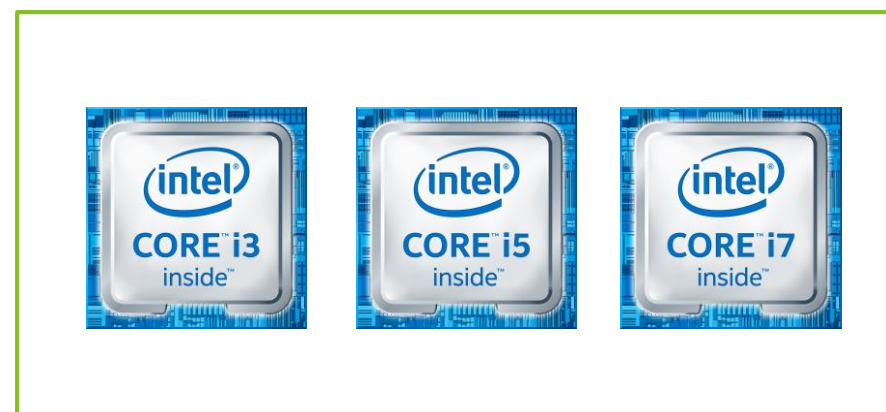 intel®
CORE™ i3
inside™
intel®
CORE™ i5
inside™
intel®
CORE™ i7
inside™